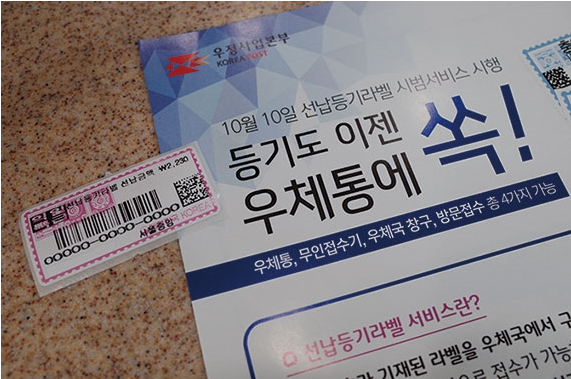 우정사업본부
KOREA POST
10월 10일 선납등기라벨 시범서비스 시행
등기도 이젠
우체통에 쏙!
우체통, 무인접수기, 우체국 창구, 방문접수 총 4가지 가능
선납등기라벨 서비스란?
기재된 라벨을 우체국에서 구
으로 접수가 가능
선납등기라벨 선납금액 ₩2,230
KOREA
00000-0000-0000
서울중앙